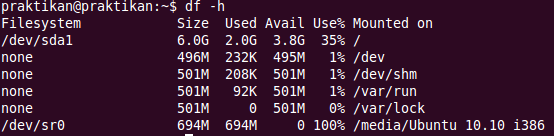 praktikan@praktikan:~$ df -h
Filesystem Size Used Avail Use% Mounted on
/dev/sda1 6.0G 2.0G 3.8G 35% /
none 496M 232K 495M 1% /dev
none 501M 208K 501M 1% /dev/shm
none 501M 92K 501M 1% /var/run
none 501M 0 501M 0% /var/lock
/dev/sr0 694M 694M 0 100% /media/Ubuntu 10.10 i386